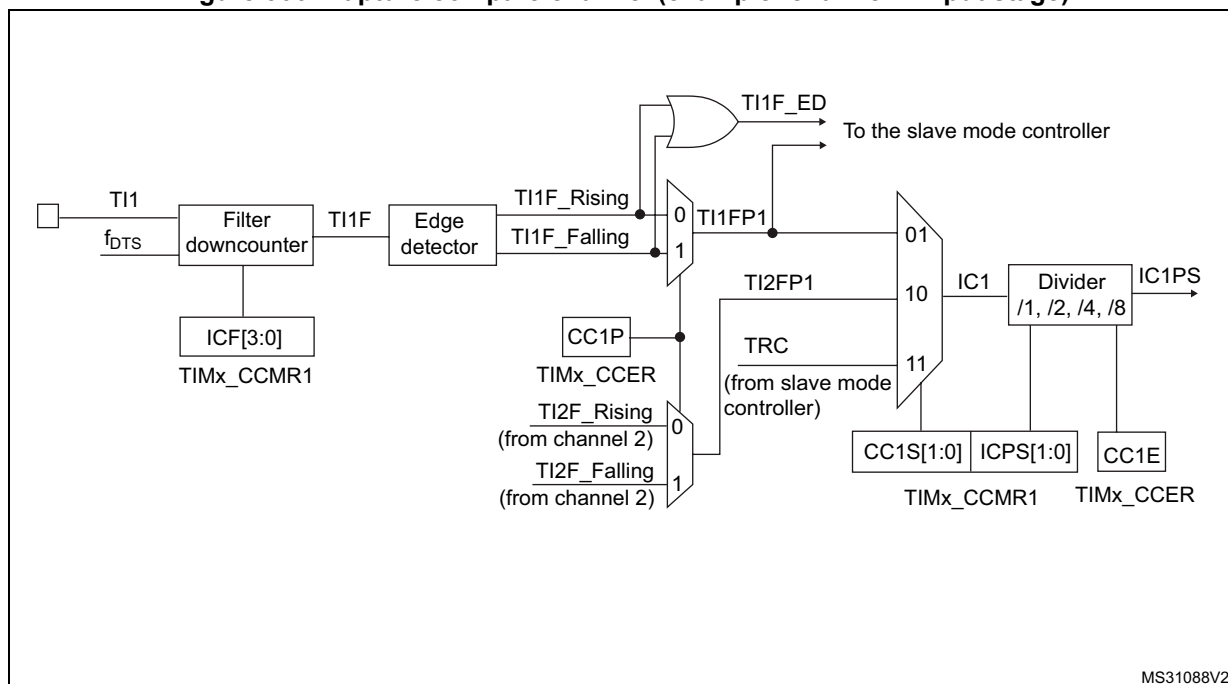 TI1F_ED
To the slave mode controller
TI1
f_DTS
Filter
downcounter
TI1F
Edge
detector
TI1F_Rising
TI1F_Falling
0
1
TI1FP1
TI2FP1
TRC
(from slave mode
controller)
01
10
11
IC1
Divider
/1, /2, /4, /8
IC1PS
ICF[3:0]
TIMx_CCMR1
CC1P
TIMx_CCER
TI2F_Rising
(from channel 2)
TI2F_Falling
(from channel 2)
0
1
CC1S[1:0]
ICPS[1:0]
TIMx_CCMR1
CC1E
TIMx_CCER
MS31088V2